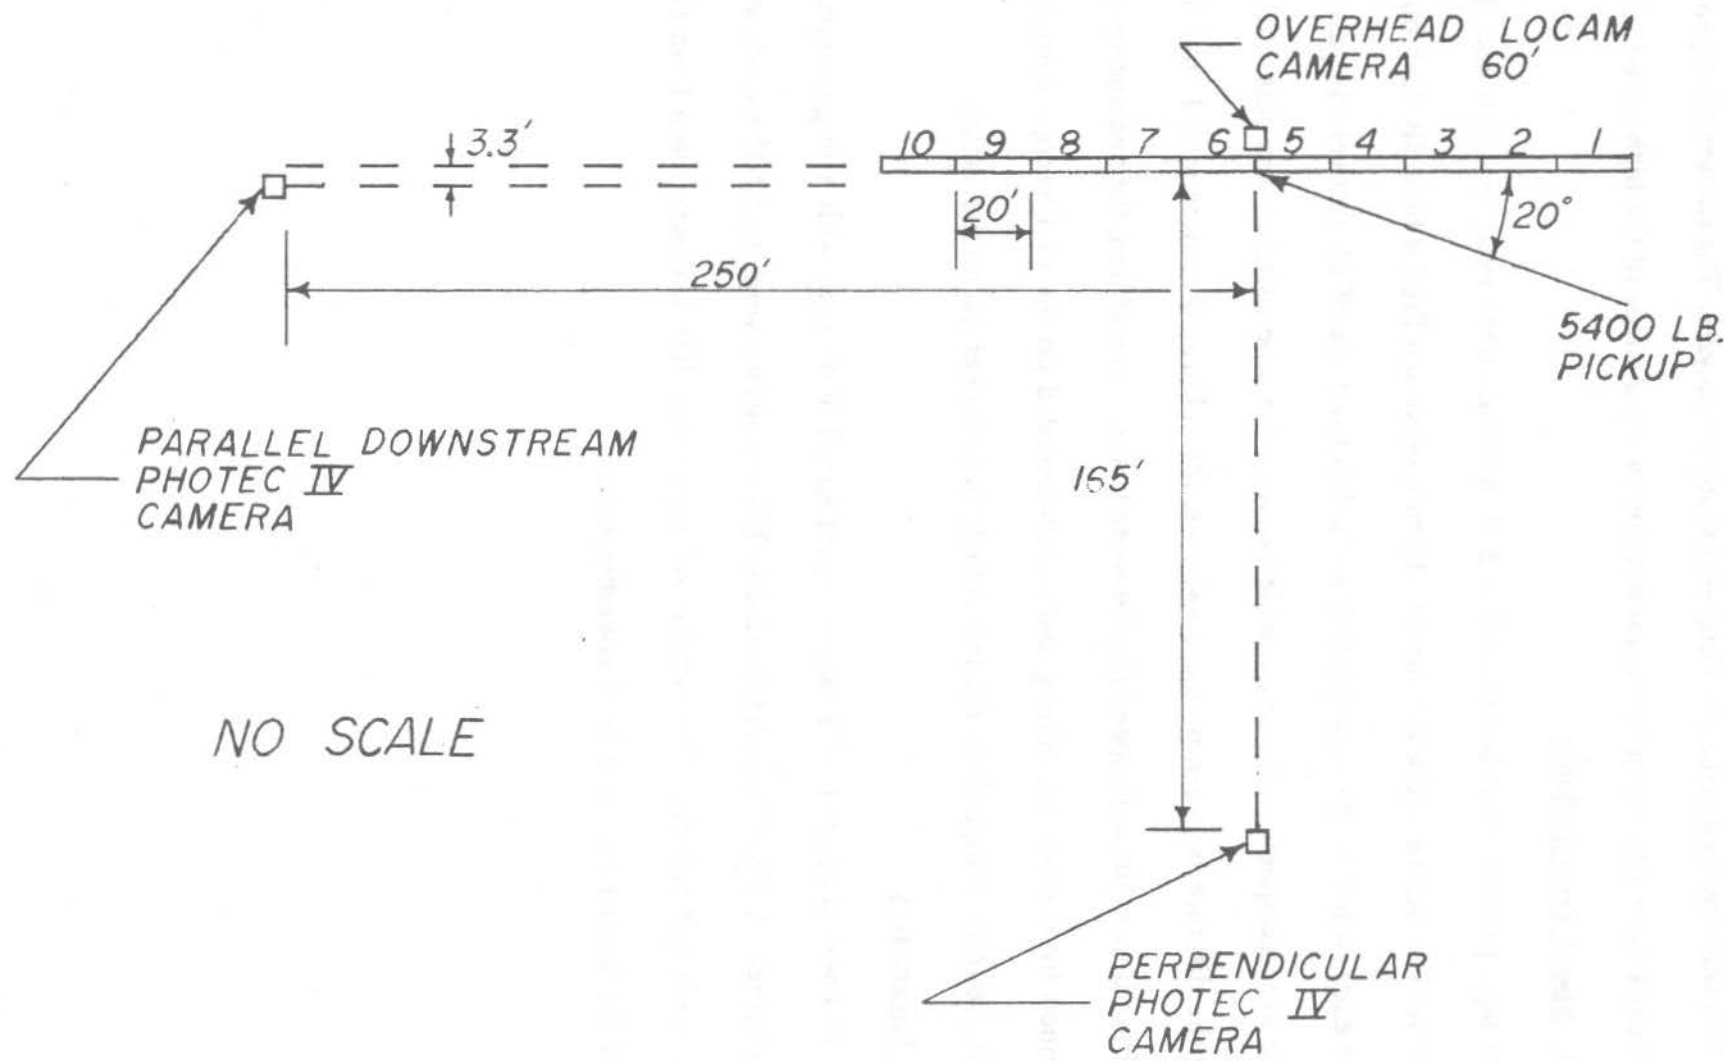 OVERHEAD LOCAM
CAMERA 60'
3.3'
10 9 8 7 6 5 4 3 2 1
20'
20°
250'
5400 LB.
PICKUP
PARALLEL DOWNSTREAM
PHOTEC IV
CAMERA
165'
NO SCALE
PERPENDICULAR
PHOTEC IV
CAMERA